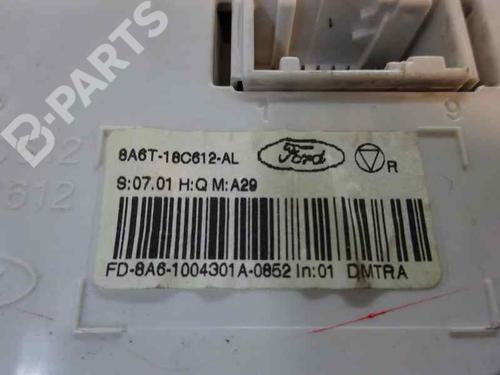 B-PARTS
1 9
612
8A6T-18C612-AL Ford R
S:07.01 H:Q M:A29
FD-8A6-1004301A-0852 In:01 DMTRA